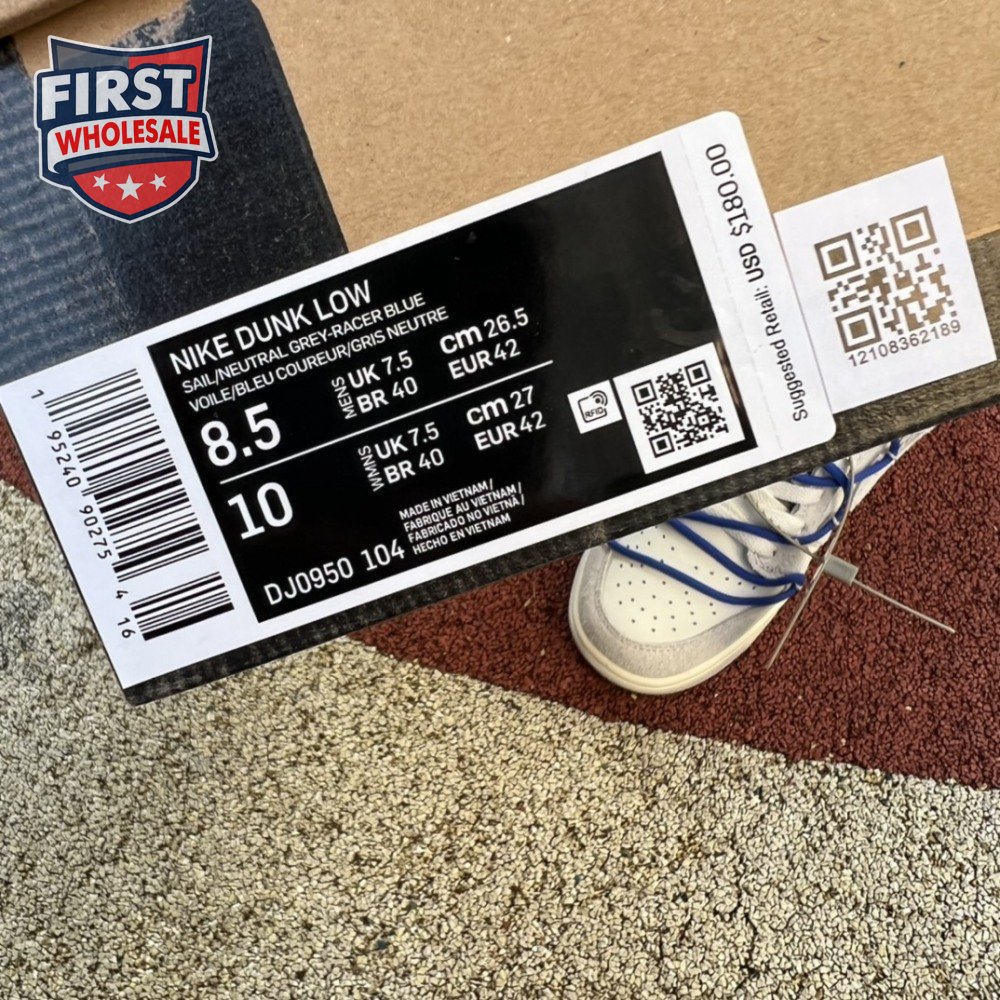 FIRST
WHOLESALE
NIKE DUNK LOW
SAIL/NEUTRAL GREY-RACER BLUE
VOILE/BLEU COUREUR/GRIS NEUTRE
8.5
MENS
UK 7.5
BR 40
cm 26.5
EUR 42
10
WMNS
UK 7.5
BR 40
cm 27
EUR 42
DJ0950 104
MADE IN VIETNAM/
FABRIQUE AU VIETNAM/
FABRICADO NO VIETNÃ/
HECHO EN VIETNAM
RFID
1 95240 90275 4 16
Suggested Retail: USD $180.00
12108362189